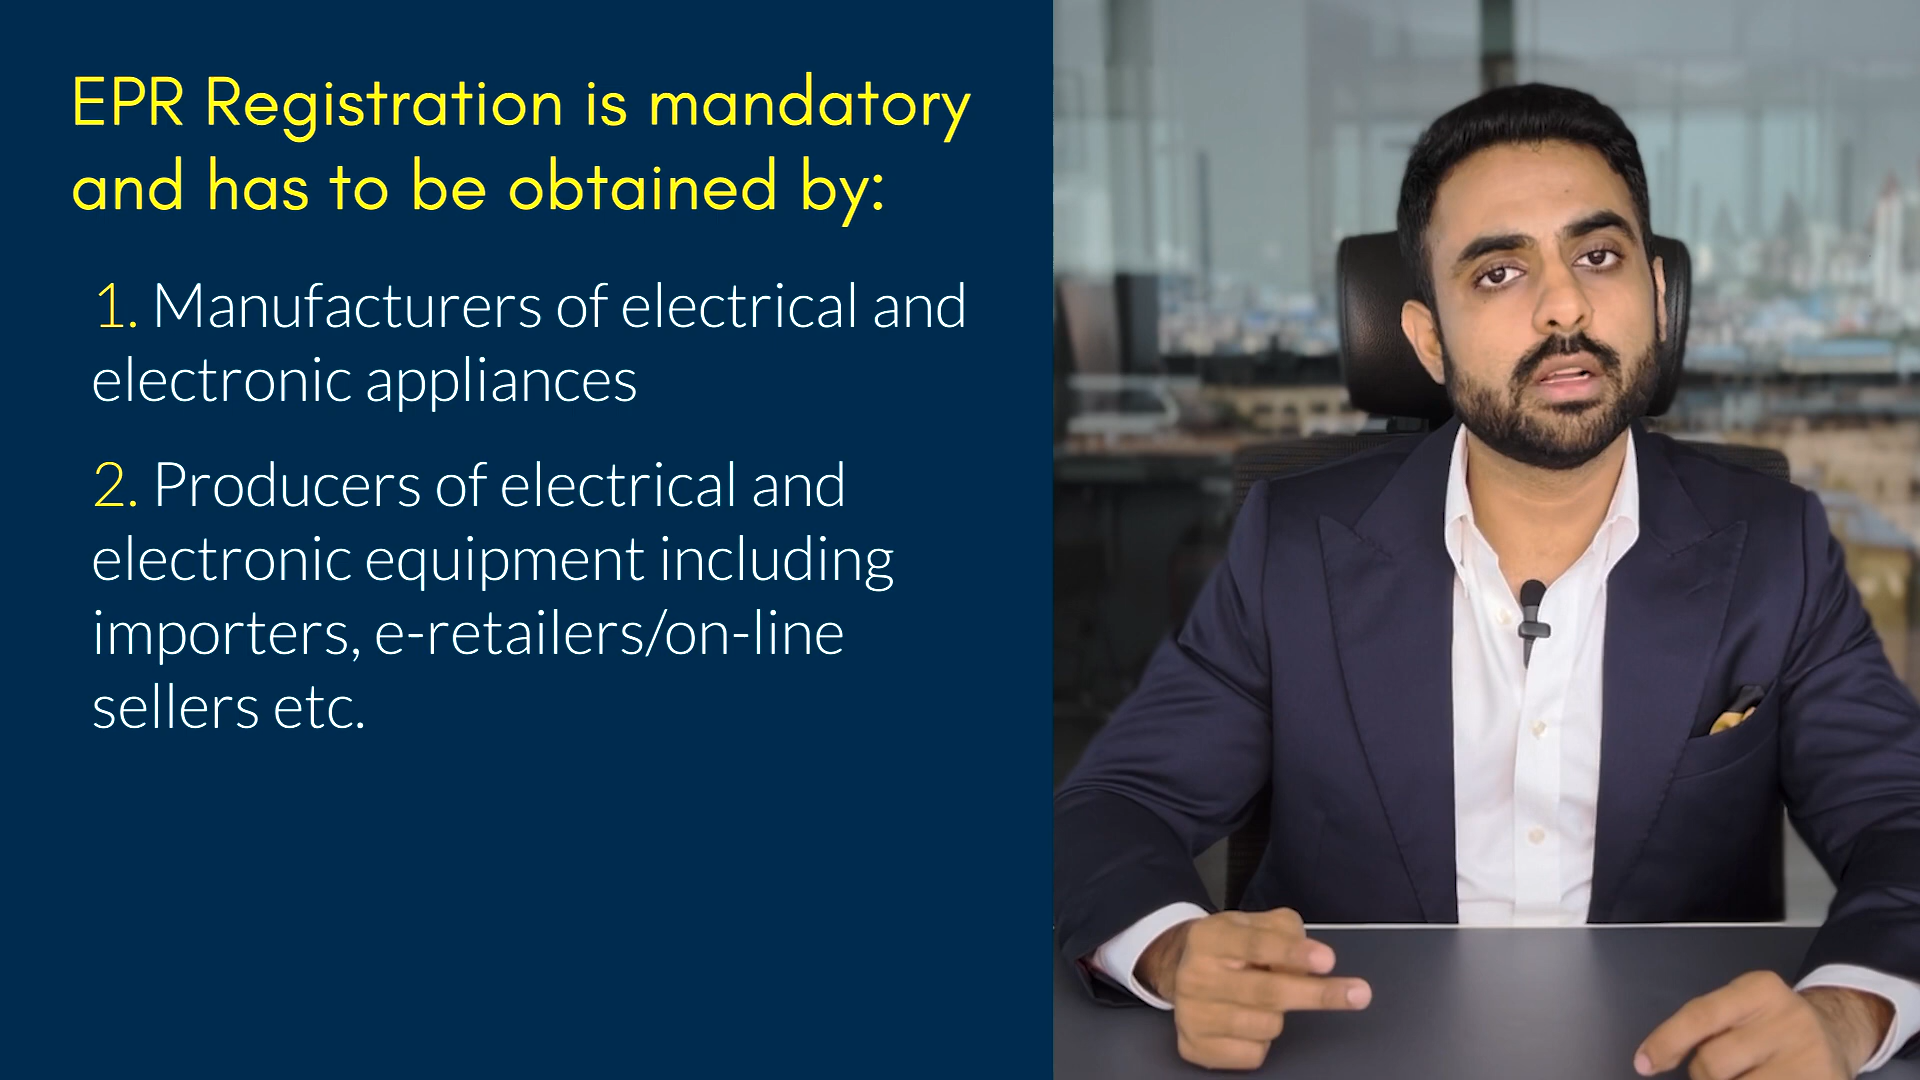 EPR Registration is mandatory
and has to be obtained by:
1. Manufacturers of electrical and
electronic appliances
2. Producers of electrical and
electronic equipment including
importers, e-retailers/on-line
sellers etc.